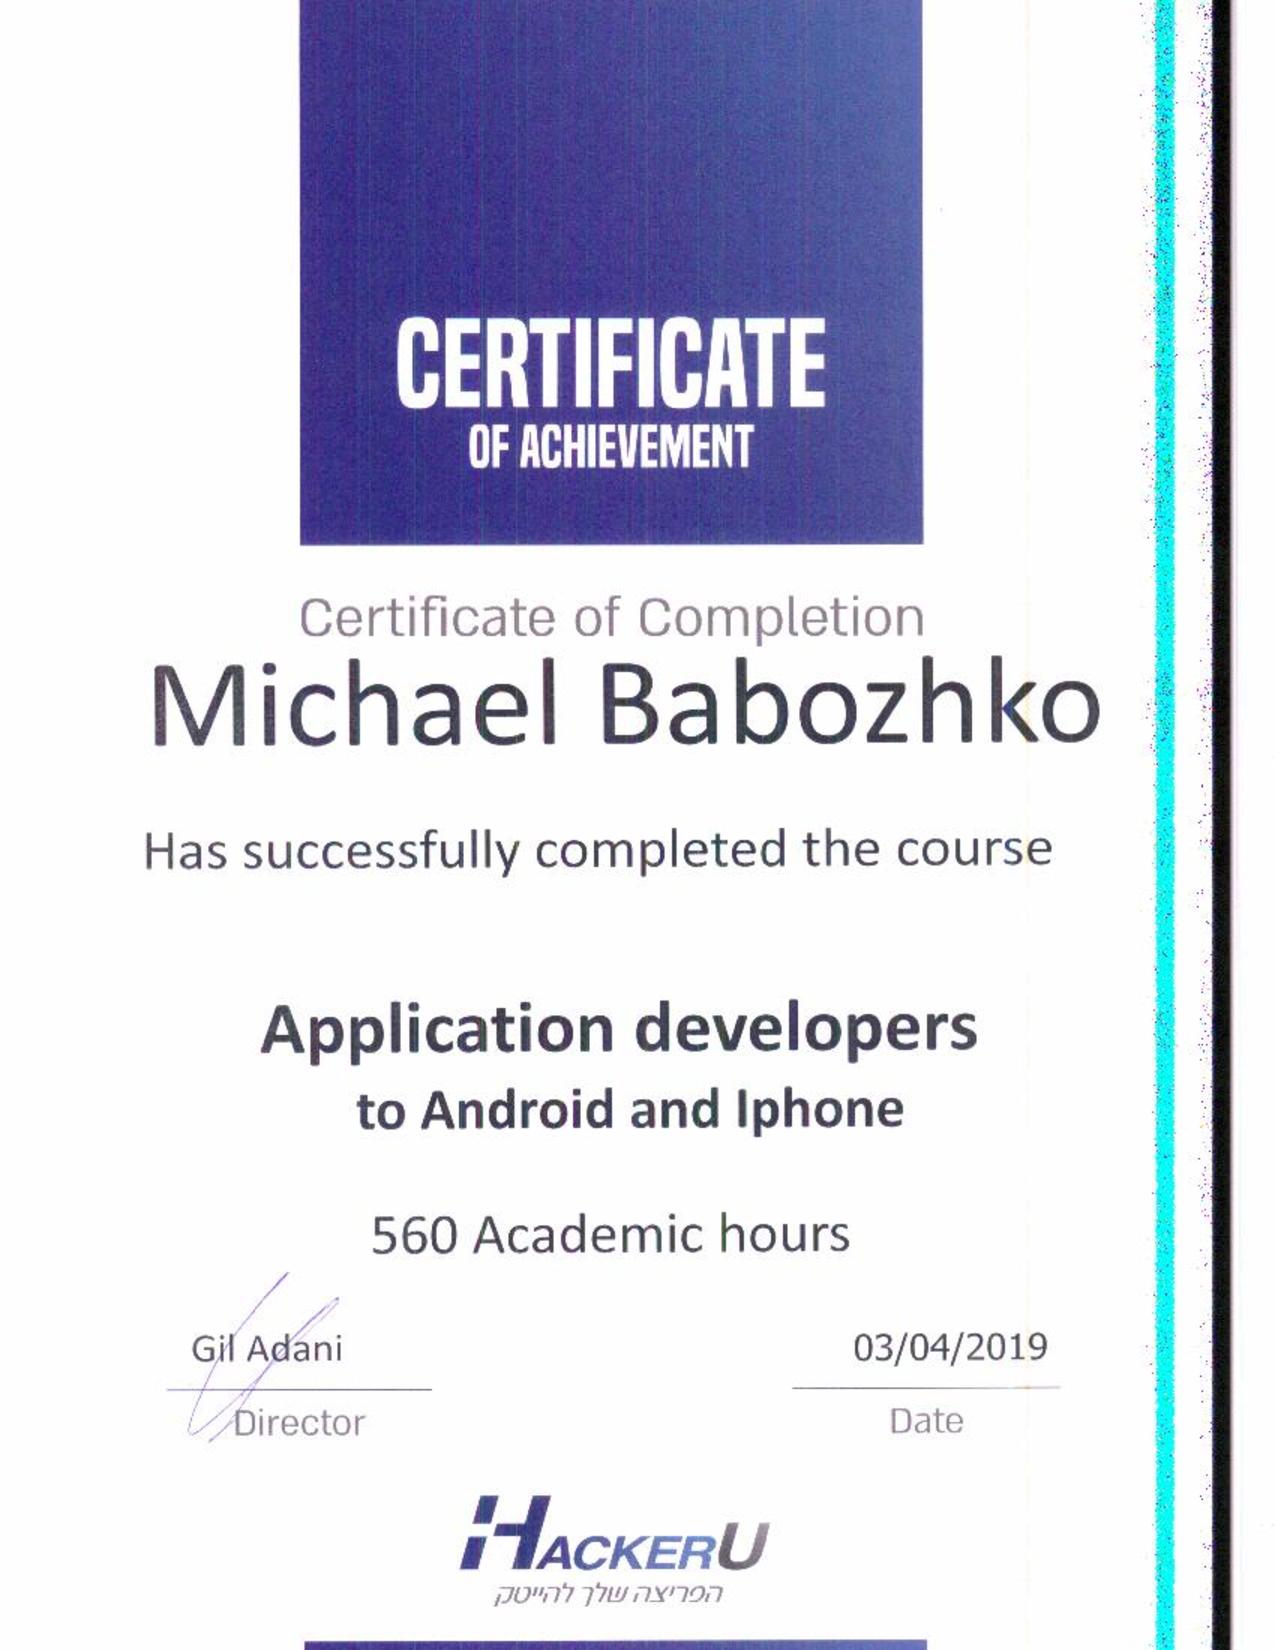 CERTIFICATE
OF ACHIEVEMENT
Certificate of Completion
Michael Babozhko
Has successfully completed the course
Application developers
to Android and Iphone
560 Academic hours
Gil Adani
03/04/2019
Director
Date
HACKERU
הפריצה שלך להייטק